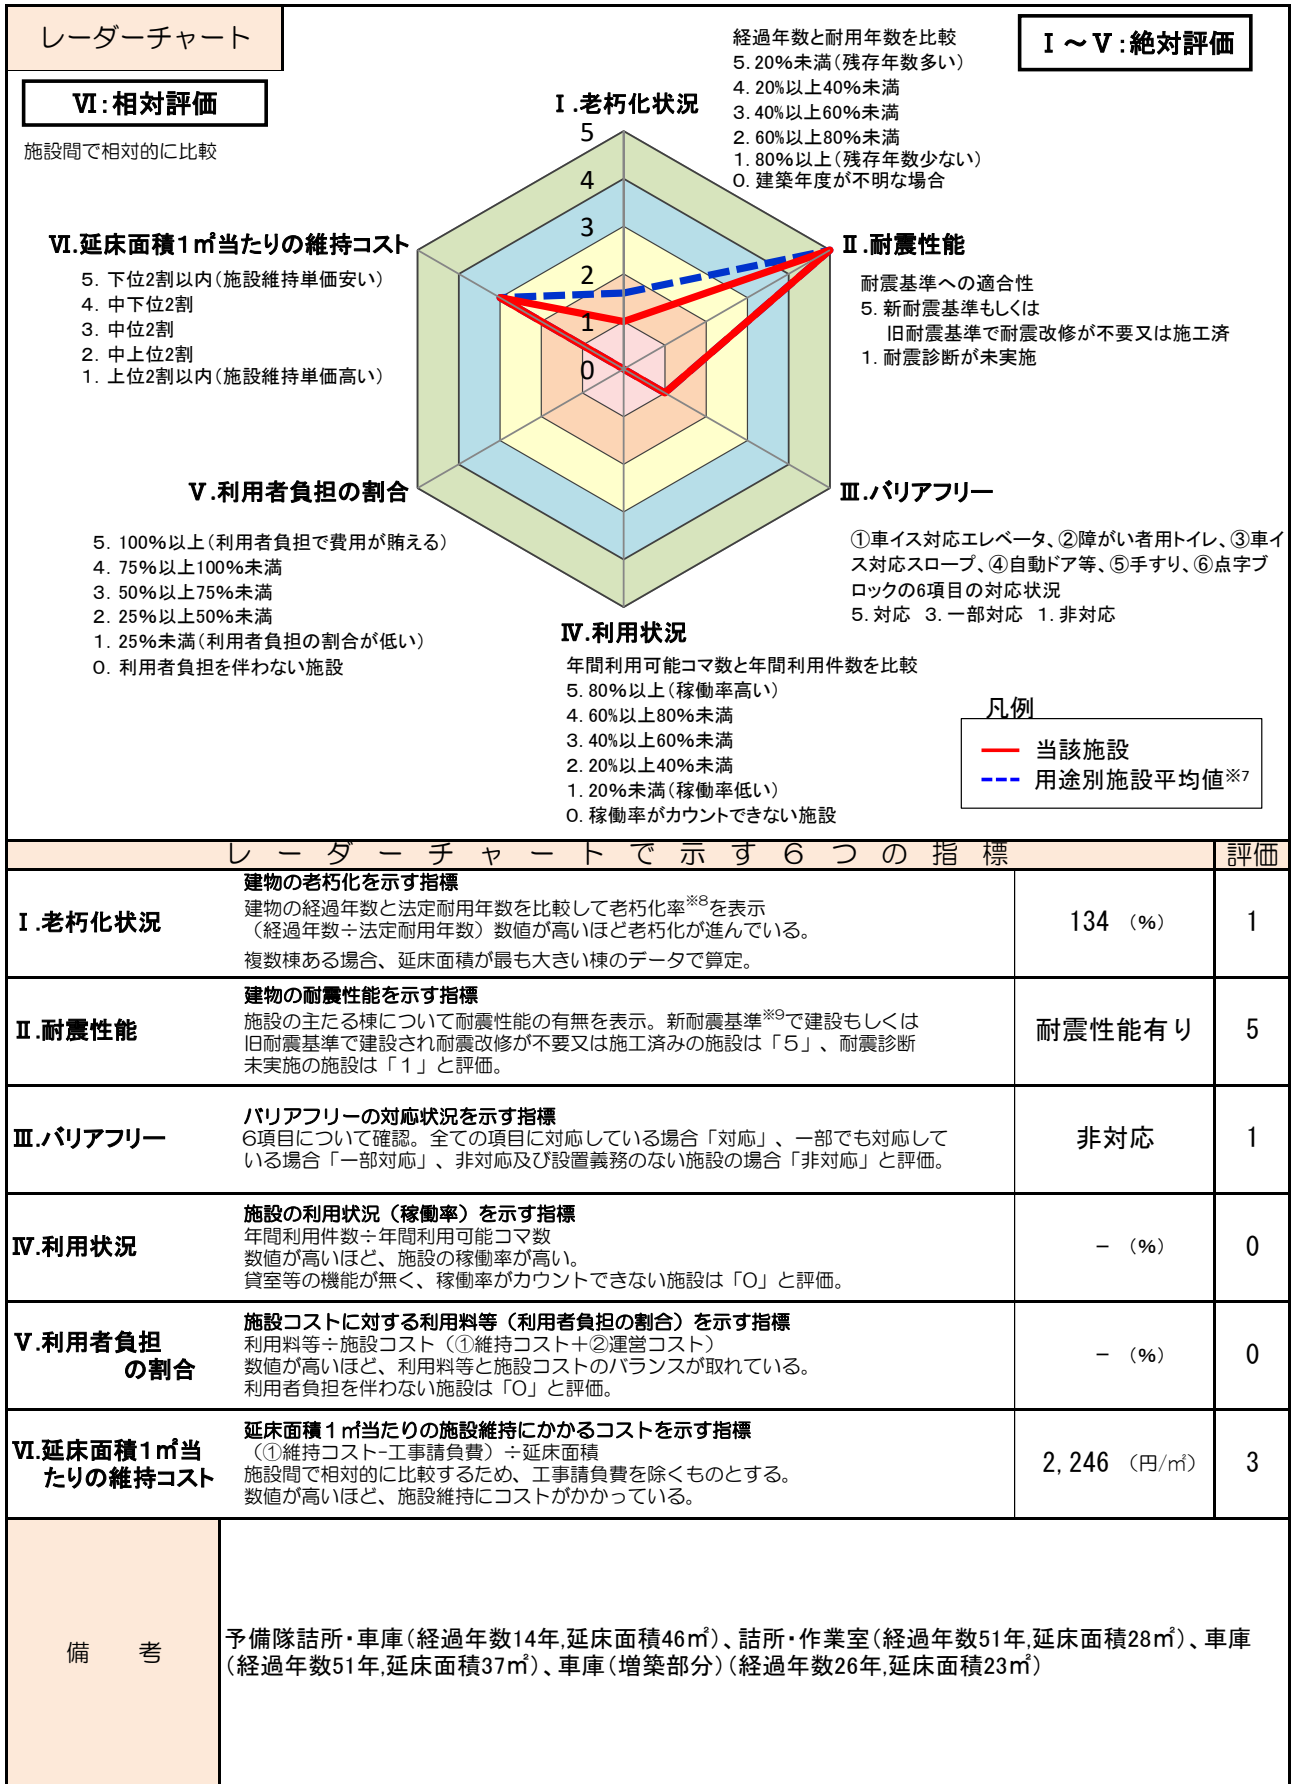 レーダーチャート
Ⅰ～Ⅴ:絶対評価
Ⅵ:相対評価
施設間で相対的に比較
経過年数と耐用年数を比較
5.20%未満(残存年数多い)
4.20%以上40%未満
3.40%以上60%未満
2.60%以上80%未満
1.80%以上(残存年数少ない)
0.建築年度が不明な場合
Ⅰ.老朽化状況
5
4
3
2
1
0
Ⅱ.耐震性能
耐震基準への適合性
5.新耐震基準もしくは
旧耐震基準で耐震改修が不要又は施工済
1.耐震診断が未実施
Ⅵ.延床面積1㎡当たりの維持コスト
5.下位2割以内(施設維持単価安い)
4.中下位2割
3.中位2割
2.中上位2割
1.上位2割以内(施設維持単価高い)
Ⅴ.利用者負担の割合
5.100%以上(利用者負担で費用が賄える)
4.75%以上100%未満
3.50%以上75%未満
2.25%以上50%未満
1.25%未満(利用者負担の割合が低い)
0.利用者負担を伴わない施設
Ⅲ.バリアフリー
①車イス対応エレベータ、②障がい者用トイレ、③車イ
ス対応スロープ、④自動ドア等、⑤手すり、⑥点字ブ
ロックの6項目の対応状況
5.対応 3.一部対応 1.非対応
Ⅳ.利用状況
年間利用可能コマ数と年間利用件数を比較
5.80%以上(稼働率高い)
4.60%以上80%未満
3.40%以上60%未満
2.20%以上40%未満
1.20%未満(稼働率低い)
0.稼働率がカウントできない施設
凡例
当該施設
用途別施設平均値※7
レーダーチャートで示す6つの指標 評価
Ⅰ.老朽化状況
建物の老朽化を示す指標
建物の経過年数と法定耐用年数を比較して老朽化率※8を表示
(経過年数÷法定耐用年数)数値が高いほど老朽化が進んでいる。
複数棟ある場合、延床面積が最も大きい棟のデータで算定。
134 (%) 1
Ⅱ.耐震性能
建物の耐震性能を示す指標
施設の主たる棟について耐震性能の有無を表示。新耐震基準※9で建設もしくは
旧耐震基準で建設され耐震改修が不要又は施工済みの施設は「5」、耐震診断
未実施の施設は「1」と評価。
耐震性能有り 5
Ⅲ.バリアフリー
バリアフリーの対応状況を示す指標
6項目について確認。全ての項目に対応している場合「対応」、一部でも対応して
いる場合「一部対応」、非対応及び設置義務のない施設の場合「非対応」と評価。
非対応 1
Ⅳ.利用状況
施設の利用状況(稼働率)を示す指標
年間利用件数÷年間利用可能コマ数
数値が高いほど、施設の稼働率が高い。
貸室等の機能が無く、稼働率がカウントできない施設は「0」と評価。
- (%) 0
Ⅴ.利用者負担
の割合
施設コストに対する利用料等(利用者負担の割合)を示す指標
利用料等÷施設コスト(①維持コスト+②運営コスト)
数値が高いほど、利用料等と施設コストのバランスが取れている。
利用者負担を伴わない施設は「0」と評価。
- (%) 0
Ⅵ.延床面積1㎡当
たりの維持コスト
延床面積1㎡当たりの施設維持にかかるコストを示す指標
(①維持コスト-工事請負費)÷延床面積
施設間で相対的に比較するため、工事請負費を除くものとする。
数値が高いほど、施設維持にコストがかかっている。
2,246 (円/㎡) 3
備 考
予備隊詰所・車庫(経過年数14年,延床面積46㎡)、詰所・作業室(経過年数51年,延床面積28㎡)、車庫
(経過年数51年,延床面積37㎡)、車庫(増築部分)(経過年数26年,延床面積23㎡)